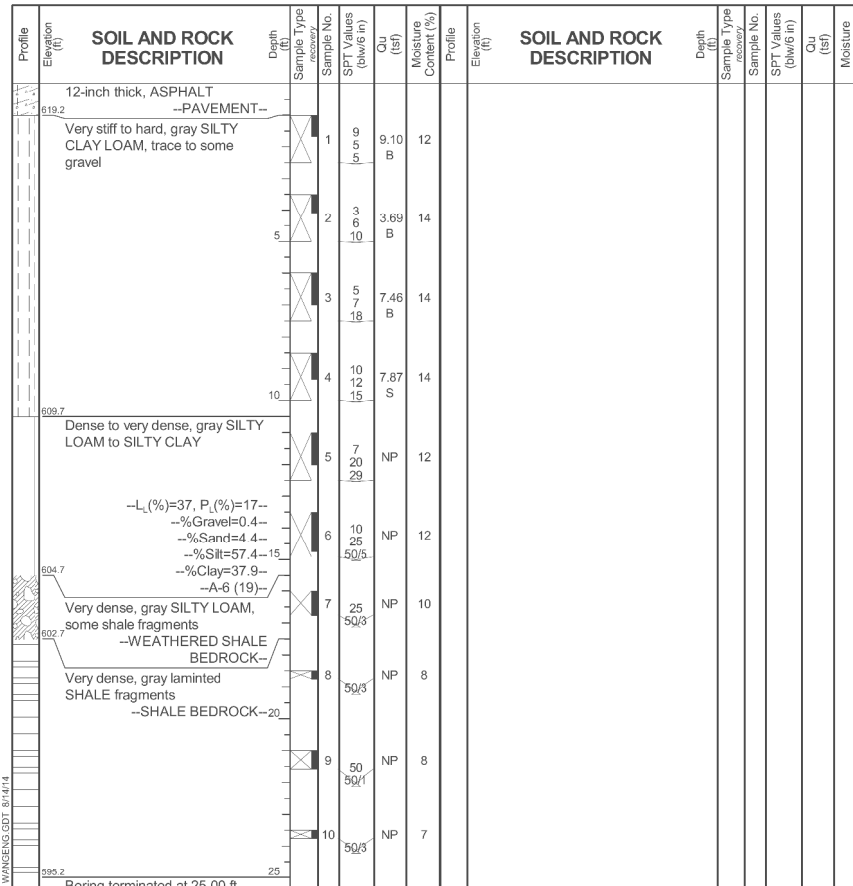 Profile
Elevation (ft)
SOIL AND ROCK
DESCRIPTION
Depth (ft)
Sample Type
recovery
Sample No.
SPT Values
(blw/6 in)
Qu
(tsf)
Moisture
Content (%)
Profile
Elevation (ft)
SOIL AND ROCK
DESCRIPTION
Depth (ft)
Sample Type
recovery
Sample No.
SPT Values
(blw/6 in)
Qu
(tsf)
Moisture
12-inch thick, ASPHALT
619.2 --PAVEMENT--
Very stiff to hard, gray SILTY
CLAY LOAM, trace to some
gravel
1 9 5 5 9.10 B 12
2 3 6 10 3.69 B 14
5
3 5 7 18 7.46 B 14
4 10 12 15 7.87 S 14
10
609.7
Dense to very dense, gray SILTY
LOAM to SILTY CLAY
5 7 20 29 NP 12
--LL(%)=37, PL(%)=17--
--%Gravel=0.4--
--%Sand=4.4--
--%Silt=57.4--15
--%Clay=37.9--
--A-6 (19)--
6 10 25 50/5 NP 12
604.7
Very dense, gray SILTY LOAM,
some shale fragments
7 25 50/3 NP 10
602.7
--WEATHERED SHALE
BEDROCK--
Very dense, gray laminted
SHALE fragments
--SHALE BEDROCK--20
8 50/3 NP 8
9 50 50/1 NP 8
10 50/3 NP 7
595.2 25
Boring terminated at 25.00 ft
WANGENG.GDT 8/14/14